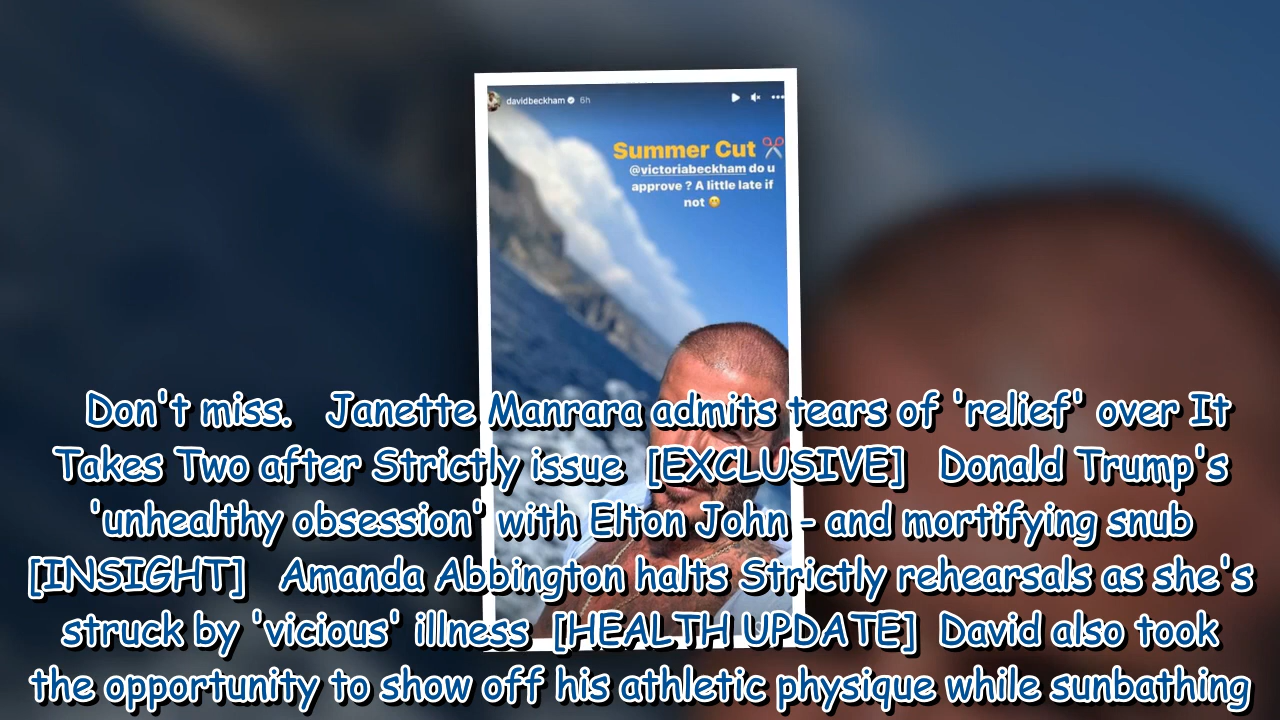 davidbeckham 6h
Summer Cut ✂️
@victoriabeckham do u
approve ? A little late if
not 😬
Don't miss. Janette Manrara admits tears of 'relief' over It
Takes Two after Strictly issue [EXCLUSIVE] Donald Trump's
'unhealthy obsession' with Elton John - and mortifying snub
[INSIGHT] Amanda Abbington halts Strictly rehearsals as she's
struck by 'vicious' illness [HEALTH UPDATE] David also took
the opportunity to show off his athletic physique while sunbathing